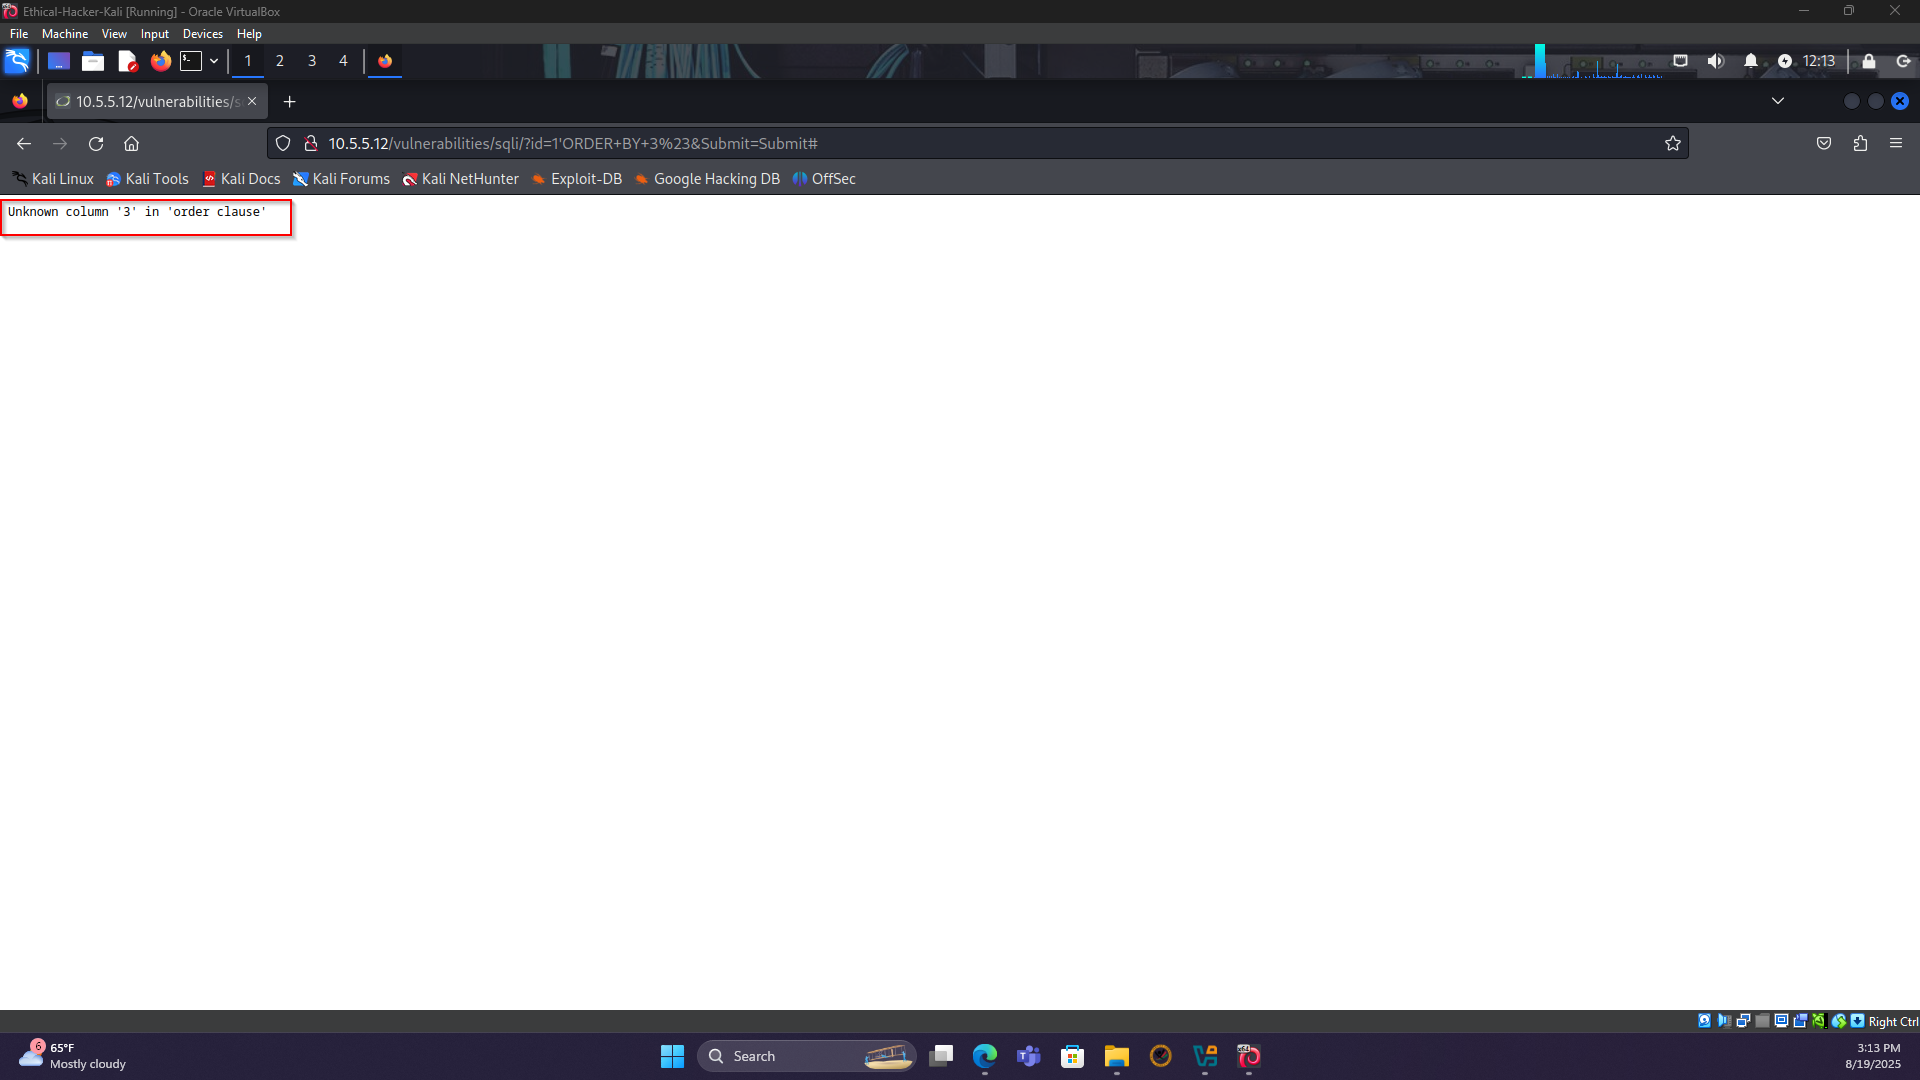 Ethical-Hacker-Kali [Running] - Oracle VirtualBox
File Machine View Input Devices Help
1 2 3 4 12:13
10.5.5.12/vulnerabilities/s
10.5.5.12/vulnerabilities/sqli/?id=1'ORDER+BY+3%23&Submit=Submit#
Kali Linux Kali Tools Kali Docs Kali Forums Kali NetHunter Exploit-DB Google Hacking DB OffSec
Unknown column '3' in 'order clause'
Right Ctrl
6
65°F
Mostly cloudy
Search
3:13 PM
8/19/2025